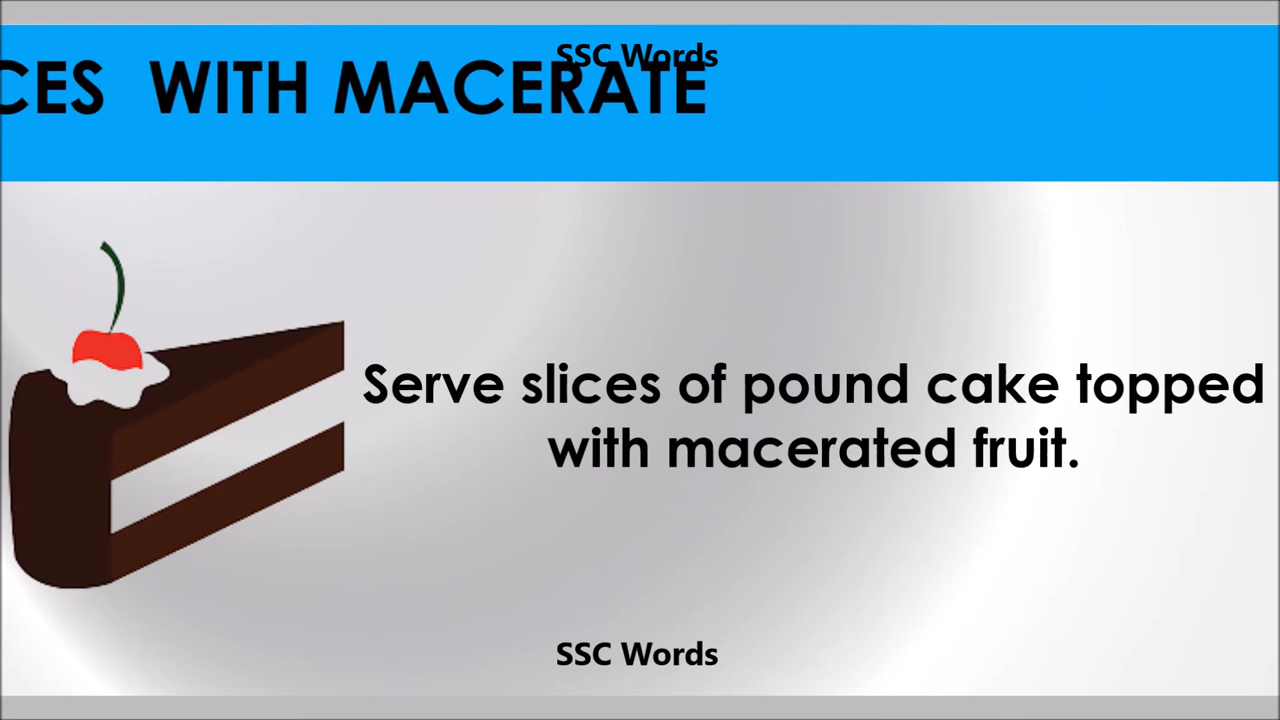 SSC Words
CES WITH MACERATE
Serve slices of pound cake topped
with macerated fruit.
SSC Words